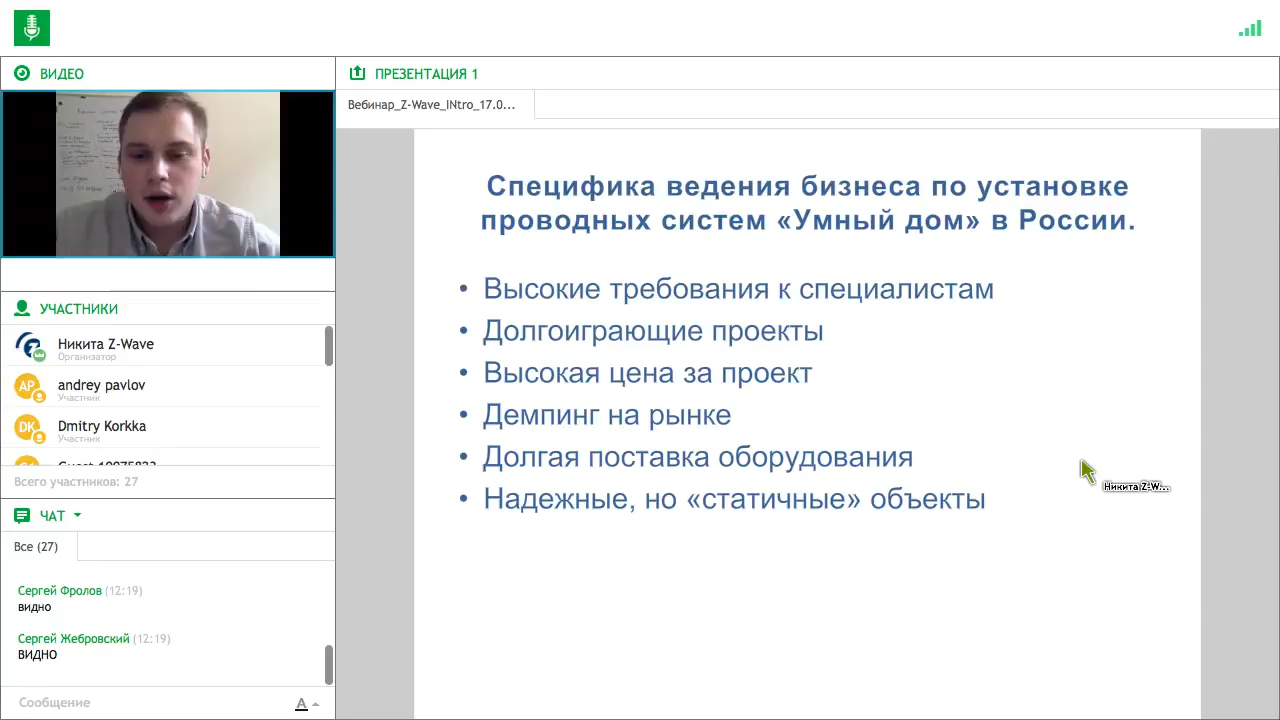 ВИДЕО
УЧАСТНИКИ
Никита Z-Wave
Организатор
AP
andrey pavlov
Участник
DK
Dmitry Korkka
Участник
Всего участников: 27
ЧАТ
Все (27)
Сергей Фролов (12:19)
видно
Сергей Жебровский (12:19)
ВИДНО
Сообщение
A
ПРЕЗЕНТАЦИЯ 1
Вебинар_Z-Wave_INtro_17.0...
Специфика ведения бизнеса по установке
проводных систем «Умный дом» в России.
• Высокие требования к специалистам
• Долгоиграющие проекты
• Высокая цена за проект
• Демпинг на рынке
• Долгая поставка оборудования
• Надежные, но «статичные» объекты
Никита Z-W...